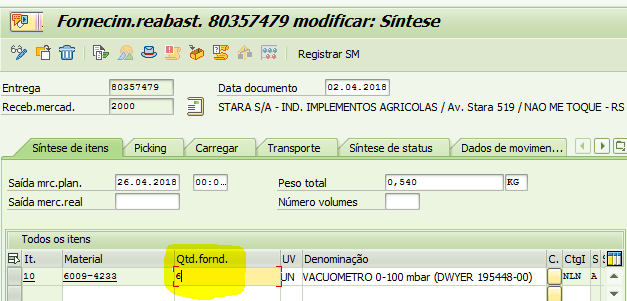 Fornecim.reabast. 80357479 modificar: Síntese
Registrar SM
Entrega 80357479 Data documento 02.04.2018
Receb.mercad. 2000 STARA S/A - IND. IMPLEMENTOS AGRICOLAS / Av. Stara 519 / NAO ME TOQUE - RS
Síntese de itens Picking Carregar Transporte Síntese de status Dados de movimen...
Saída mrc.plan. 26.04.2018 00:0… Peso total 0,540 KG
Saída merc.real Número volumes
Todos os itens
It. Material Qtd.fornd. UV Denominação C. CtgI S
10 6009-4233 6 UN VACUOMETRO 0-100 mbar (DWYER 195448-00) NLN A